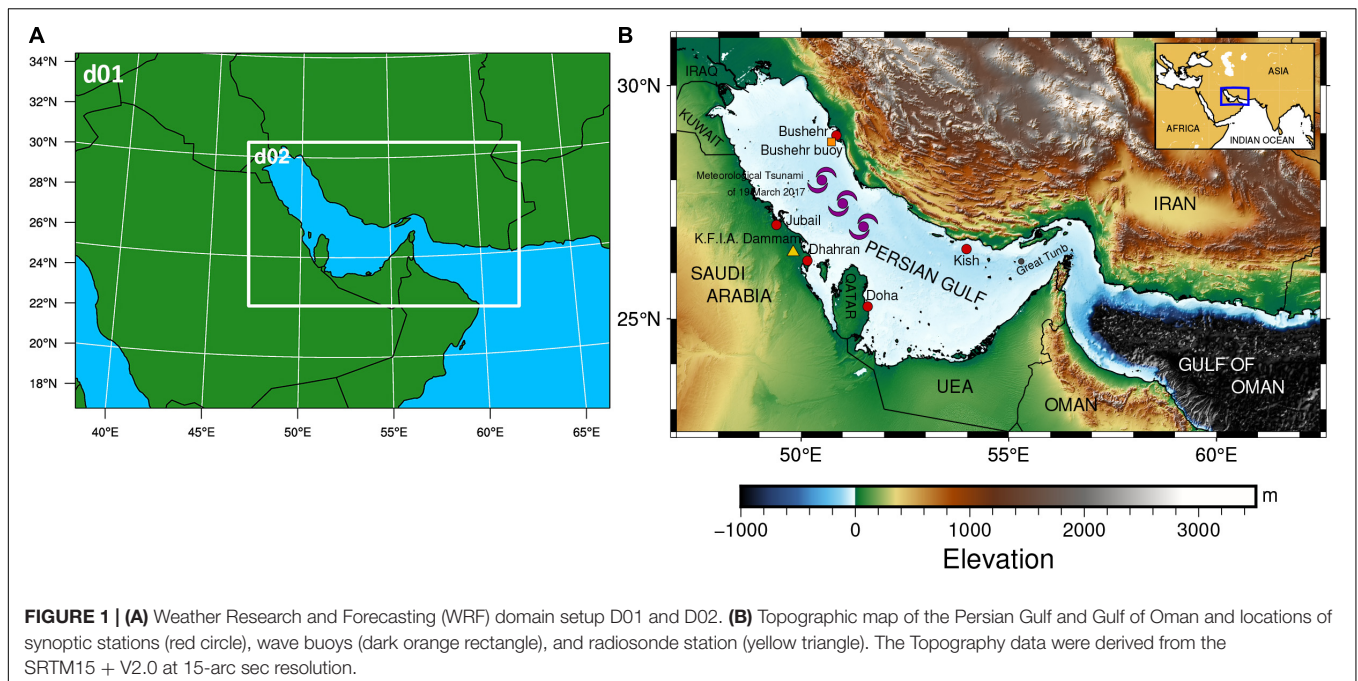 A
34°N
d01
32°N
30°N
d02
28°N
26°N
24°N
22°N
20°N
18°N
40°E
45°E
50°E
55°E
60°E
65°E
B
30°N
25°N
IRAQ
KUWAIT
Bushehr
Bushehr buoy
Meteorological Tsunami
of 19 March 2017
Jubail
K.F.I.A. Dammam
Dhahran
SAUDI
ARABIA
QATAR
Doha
PERSIAN GULF
Kish
Great Tunb
IRAN
UEA
OMAN
GULF OF
OMAN
ASIA
AFRICA
INDIAN OCEAN
50°E
55°E
60°E
m
−1000
0
1000
2000
3000
Elevation
FIGURE 1 | (A) Weather Research and Forecasting (WRF) domain setup D01 and D02. (B) Topographic map of the Persian Gulf and Gulf of Oman and locations of
synoptic stations (red circle), wave buoys (dark orange rectangle), and radiosonde station (yellow triangle). The Topography data were derived from the
SRTM15 + V2.0 at 15-arc sec resolution.